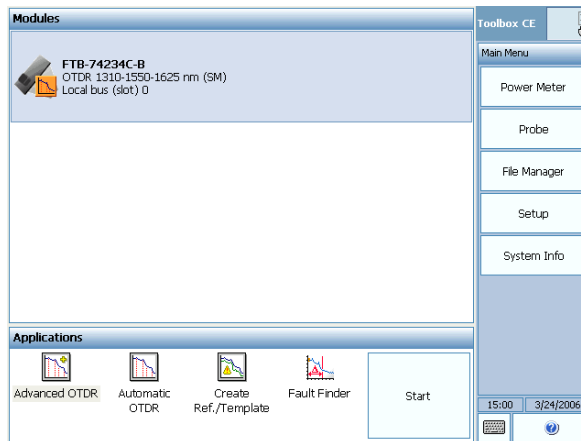 Modules
FTB-74234C-B
OTDR 1310-1550-1625 nm (SM)
Local bus (slot) 0
Applications
Advanced OTDR
Automatic
OTDR
Create
Ref./Template
Fault Finder
Start
Toolbox CE
Main Menu
Power Meter
Probe
File Manager
Setup
System Info
15:00 3/24/2006